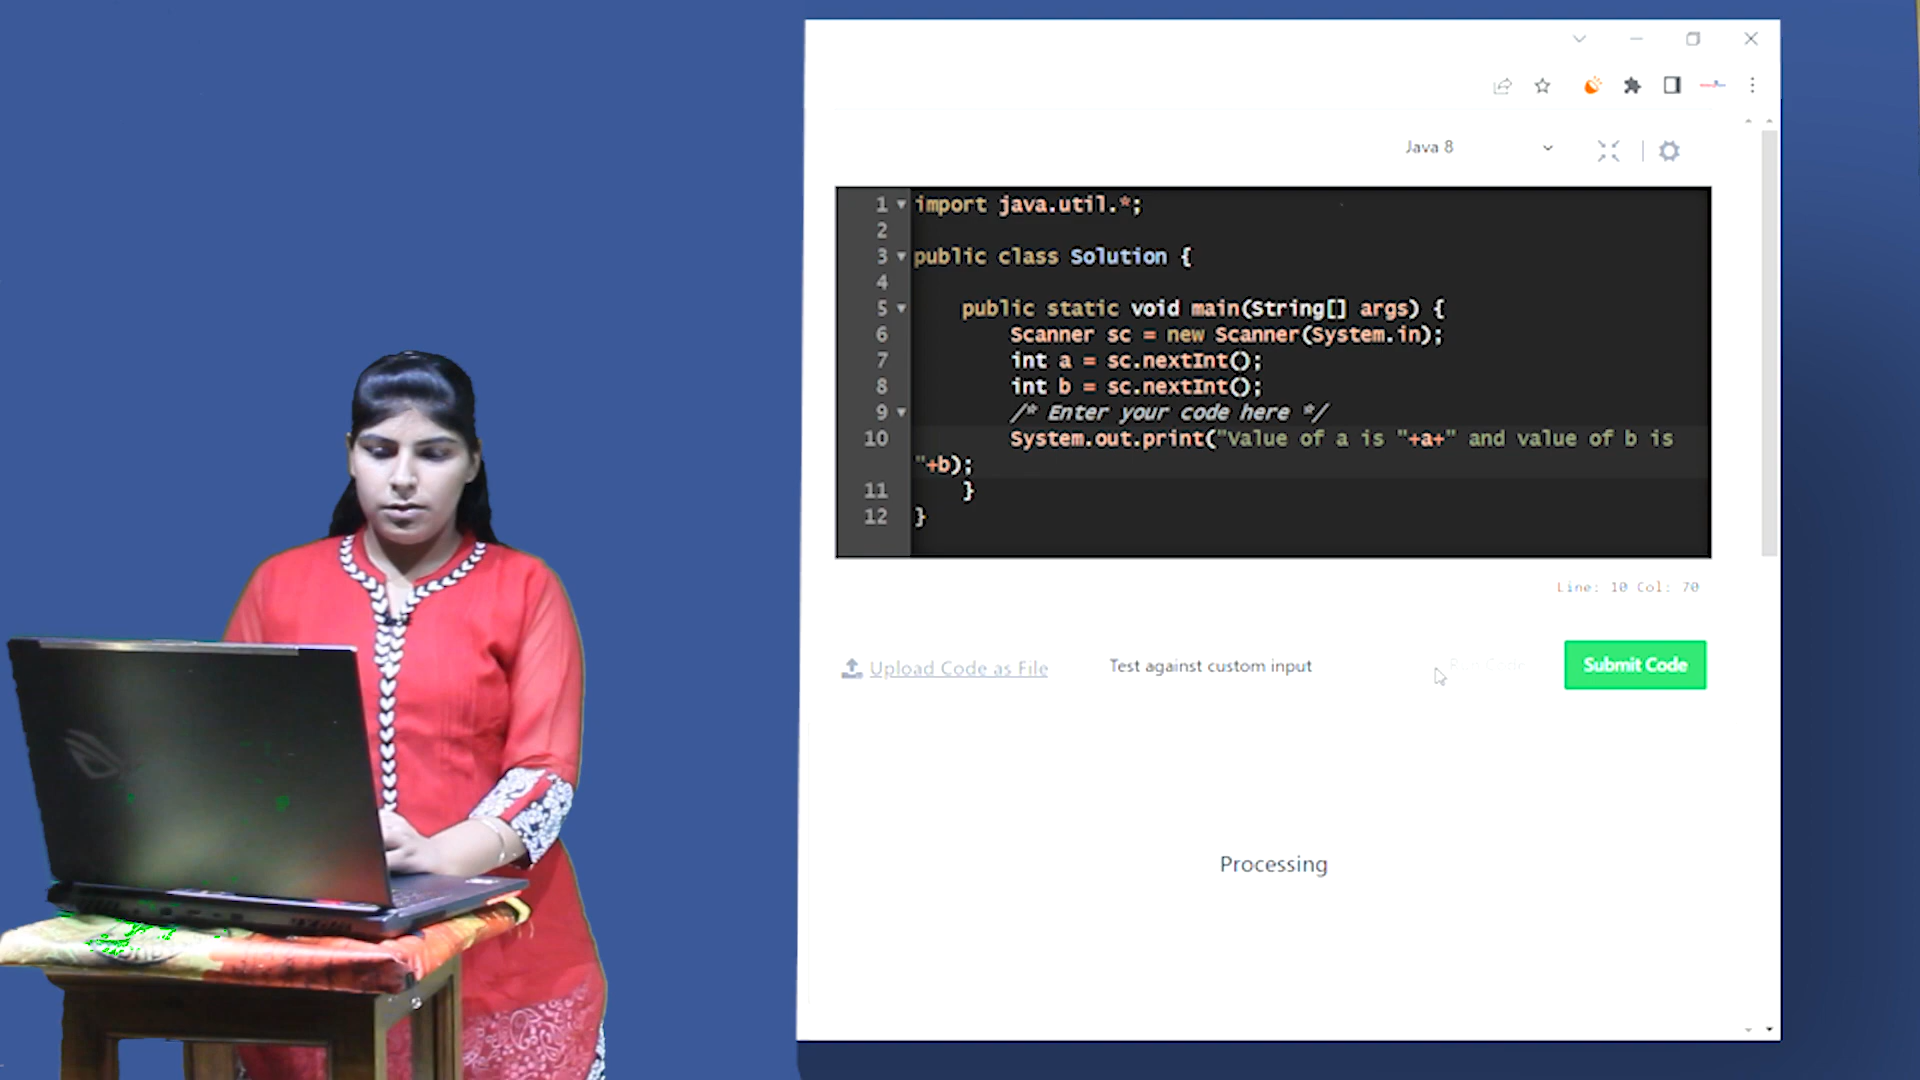 Java 8
1 import java.util.*;
2
3 public class Solution {
4
5 public static void main(String[] args) {
6 Scanner sc = new Scanner(System.in);
7 int a = sc.nextInt();
8 int b = sc.nextInt();
9 /* Enter your code here */
10 System.out.print("Value of a is "+a+" and value of b is
"+b);
11 }
12 }
Line: 10 Col: 70
Upload Code as File Test against custom input Run Code Submit Code
Processing